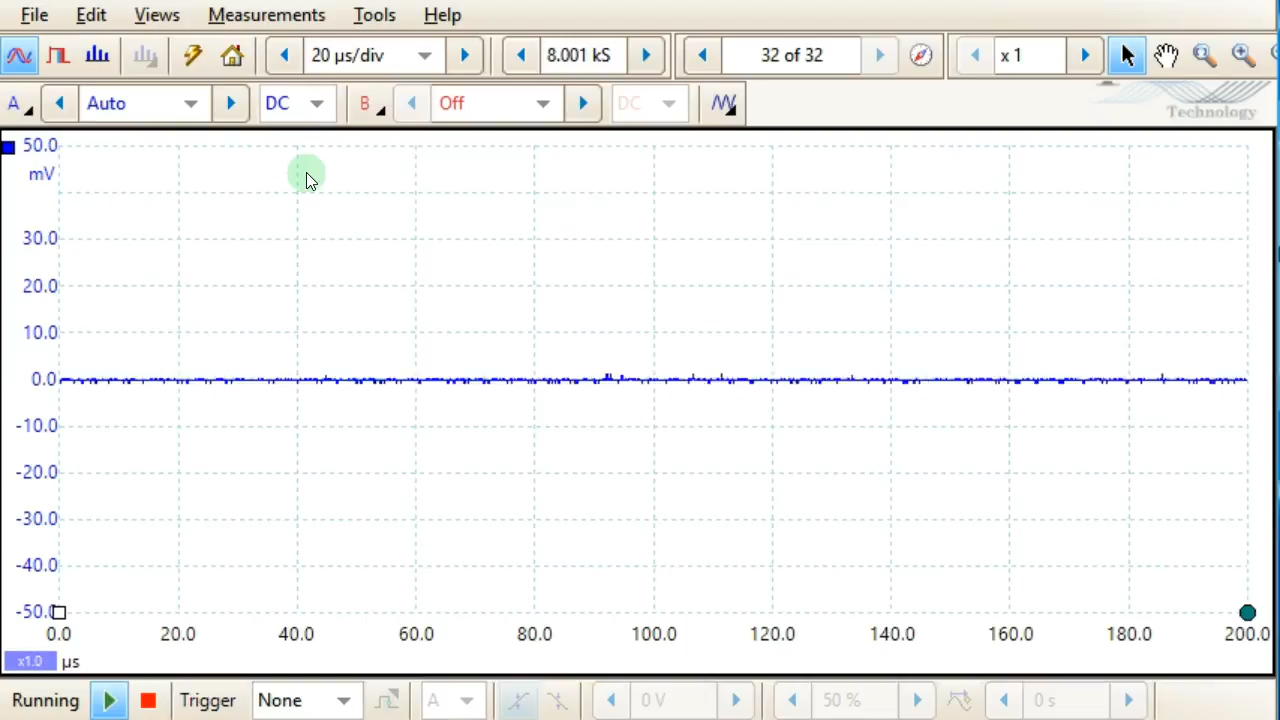 File Edit Views Measurements Tools Help
20 µs/div 8.001 kS 32 of 32 x 1
A Auto DC B Off DC
Technology
50.0
mV
30.0
20.0
10.0
0.0
-10.0
-20.0
-30.0
-40.0
-50.0
0.0 20.0 40.0 60.0 80.0 100.0 120.0 140.0 160.0 180.0 200.0
x1.0 µs
Running Trigger None A 0 V 50 % 0 s